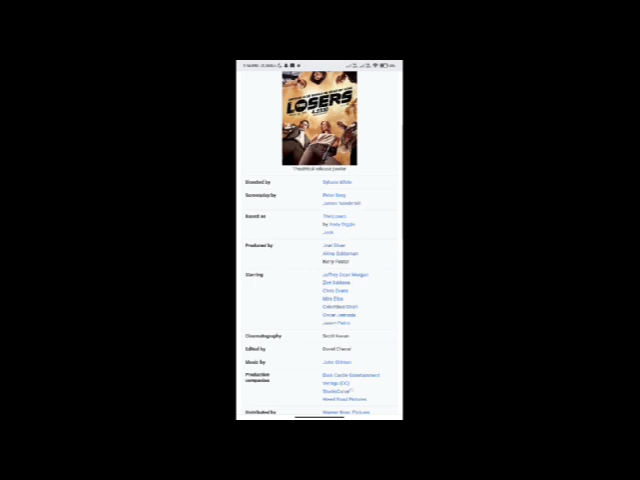 LOSERS
Theatrical release poster
Directed by
Sylvain White
Screenplay by
Peter Berg
James Vanderbilt
Based on
The Losers
by Andy Diggle
Jock
Produced by
Joel Silver
Akiva Goldsman
Kerry Foster
Starring
Jeffrey Dean Morgan
Zoe Saldana
Chris Evans
Idris Elba
Columbus Short
Óscar Jaenada
Jason Patric
Cinematography
Scott Kevan
Edited by
David Checel
Music by
John Ottman
Production
companies
Dark Castle Entertainment
Vertigo (DC)
StudioCanal
Weed Road Pictures
Distributed by
Warner Bros. Pictures